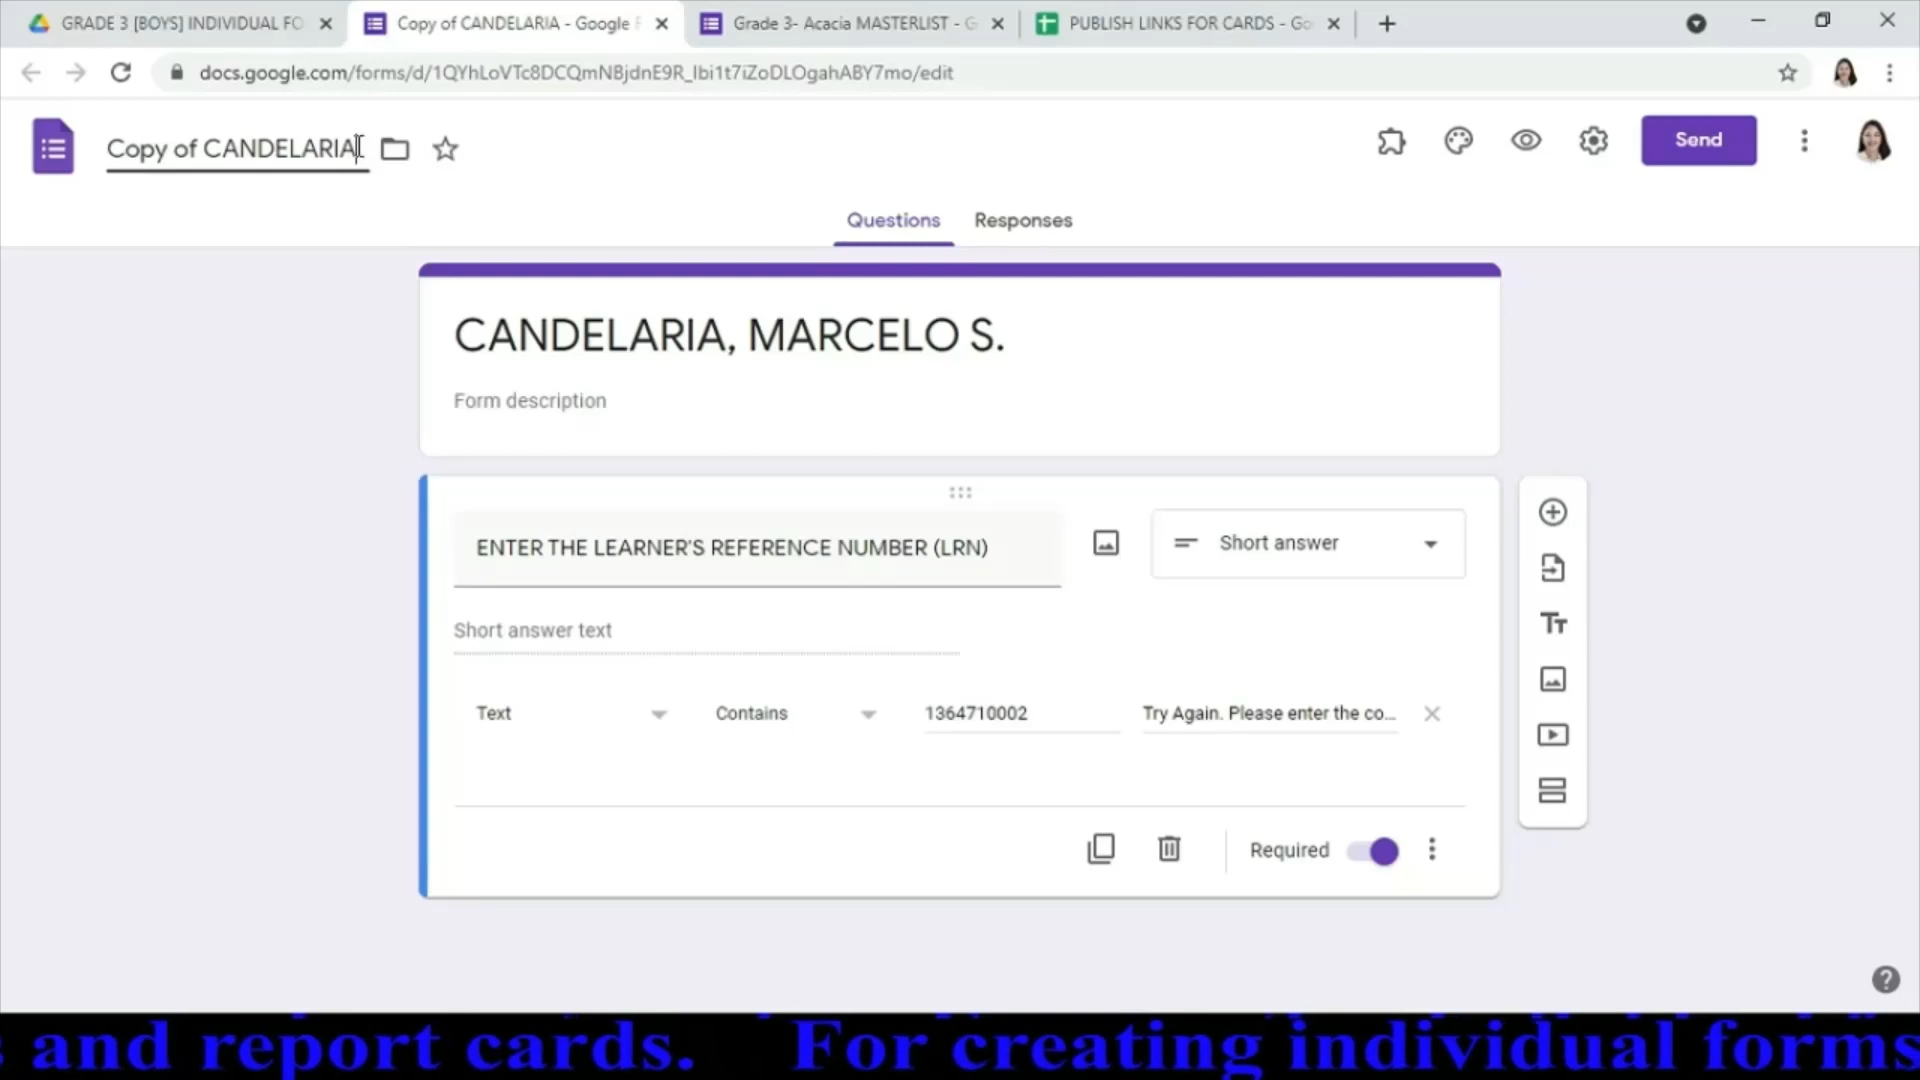 GRADE 3 [BOYS] INDIVIDUAL FO
Copy of CANDELARIA - Google F
Grade 3- Acacia MASTERLIST - G
PUBLISH LINKS FOR CARDS - Go
docs.google.com/forms/d/1QYhLoVTc8DCQmNBjdnE9R_Ibi1t7iZoDLOgahABY7mo/edit
Copy of CANDELARIA
Send
Questions
Responses
CANDELARIA, MARCELO S.
Form description
ENTER THE LEARNER'S REFERENCE NUMBER (LRN)
Short answer
Short answer text
Text
Contains
1364710002
Try Again. Please enter the co...
Required
s and report cards. For creating individual forms